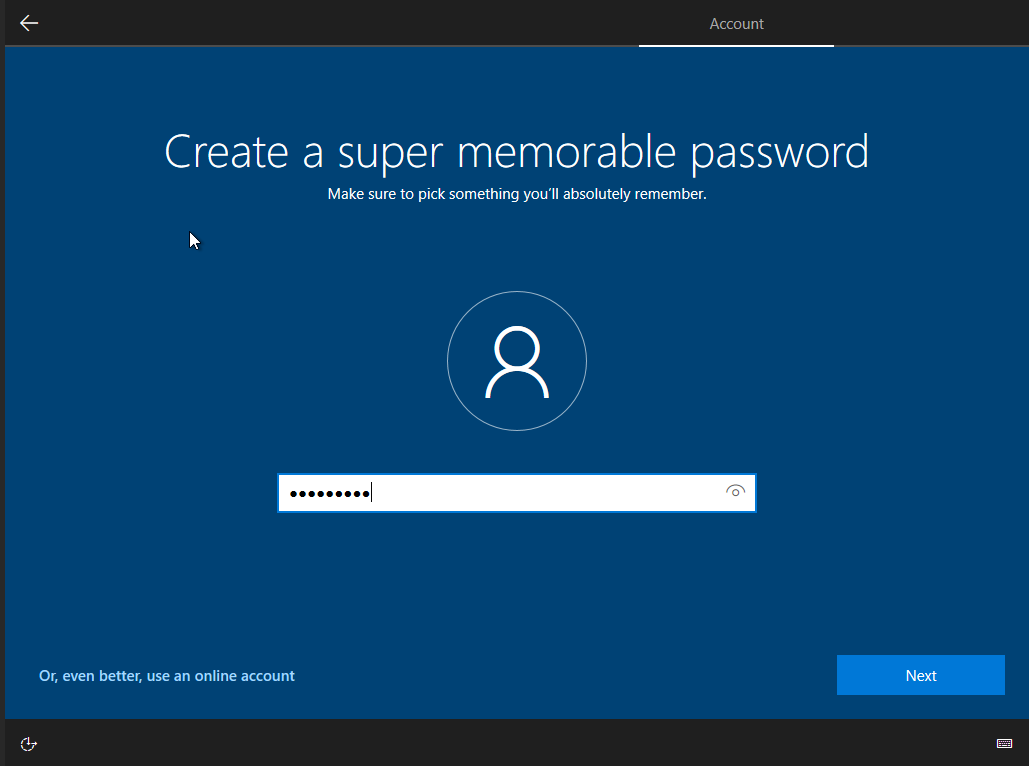 Account
Create a super memorable password
Make sure to pick something you’ll absolutely remember.
•••••••••
Or, even better, use an online account
Next